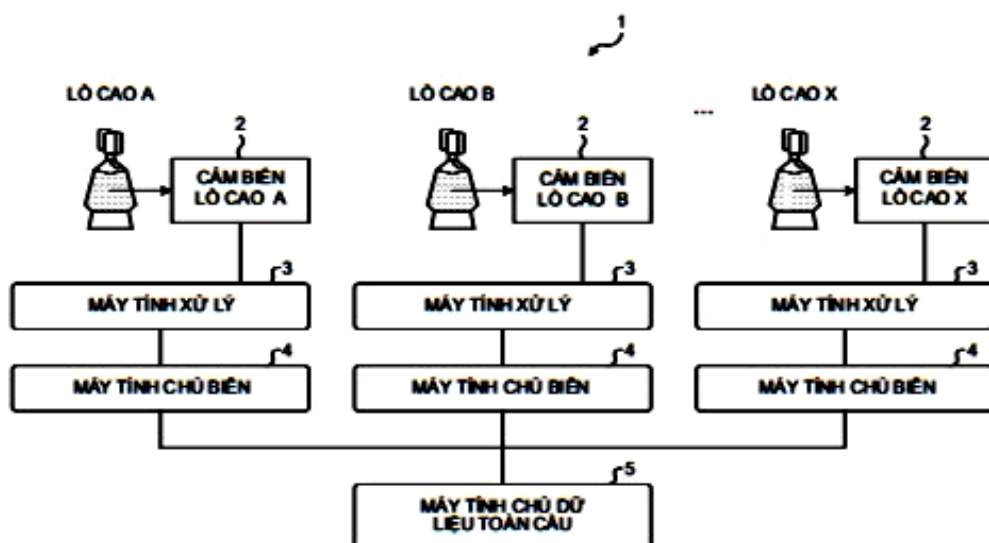 1
LÒ CAO A
LÒ CAO B
...
LÒ CAO X
2
2
2
CẢM BIẾN
LÒ CAO A
CẢM BIẾN
LÒ CAO B
CẢM BIẾN
LÒ CAO X
3
3
3
MÁY TÍNH XỬ LÝ
MÁY TÍNH XỬ LÝ
MÁY TÍNH XỬ LÝ
4
4
4
MÁY TÍNH CHỦ BIÊN
MÁY TÍNH CHỦ BIÊN
MÁY TÍNH CHỦ BIÊN
5
MÁY TÍNH CHỦ DỮ
LIỆU TOÀN CẦU